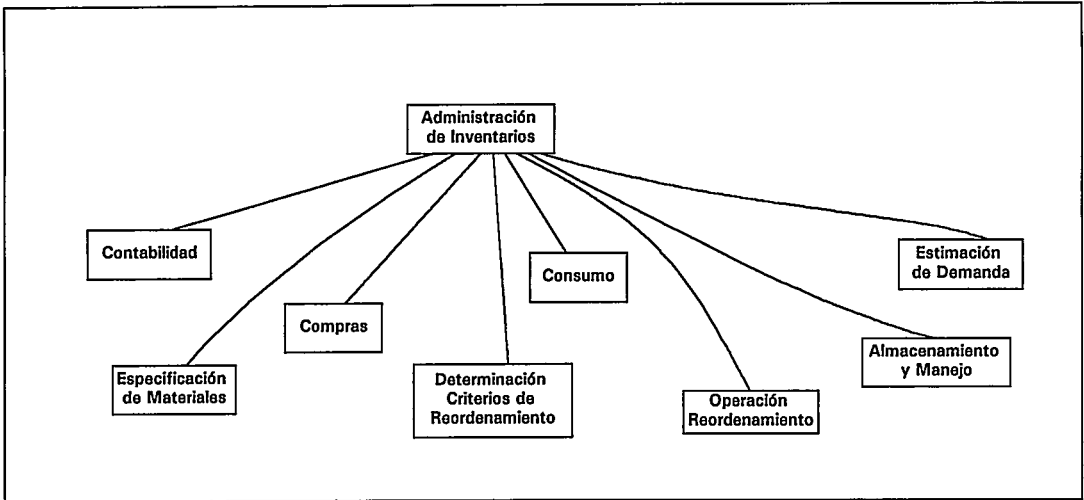 Administración
de Inventarios
Contabilidad
Estimación
de Demanda
Consumo
Compras
Almacenamiento
y Manejo
Especificación
de Materiales
Determinación
Criterios de
Reordenamiento
Operación
Reordenamiento